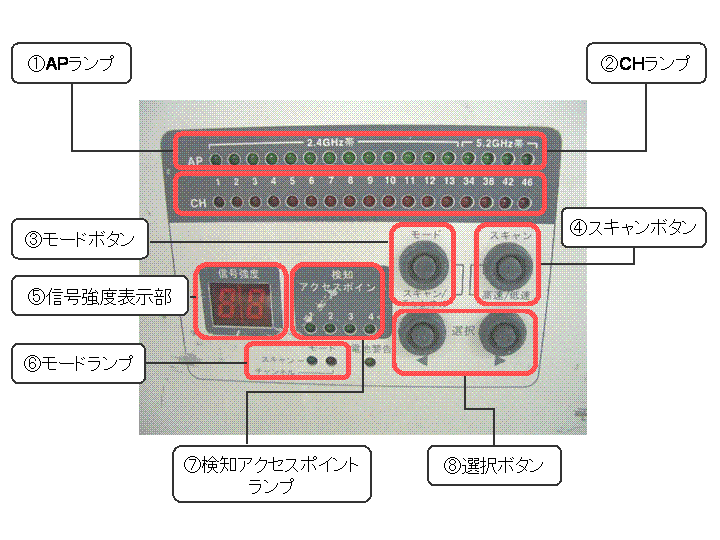 ①APランプ
②CHランプ
2.4GHz帯
5.2GHz帯
AP
1 2 3 4 5 6 7 8 9 10 11 12 13 34 38 42 46
CH
③モードボタン
モード
スキャン
④スキャンボタン
信号強度
検知
アクセスポイン
スキャン/
高速/低速
⑤信号強度表示部
1 2 3 4
選択
モード
電池警告
スキャン
チャンネル
⑥モードランプ
⑦検知アクセスポイント
ランプ
⑧選択ボタン